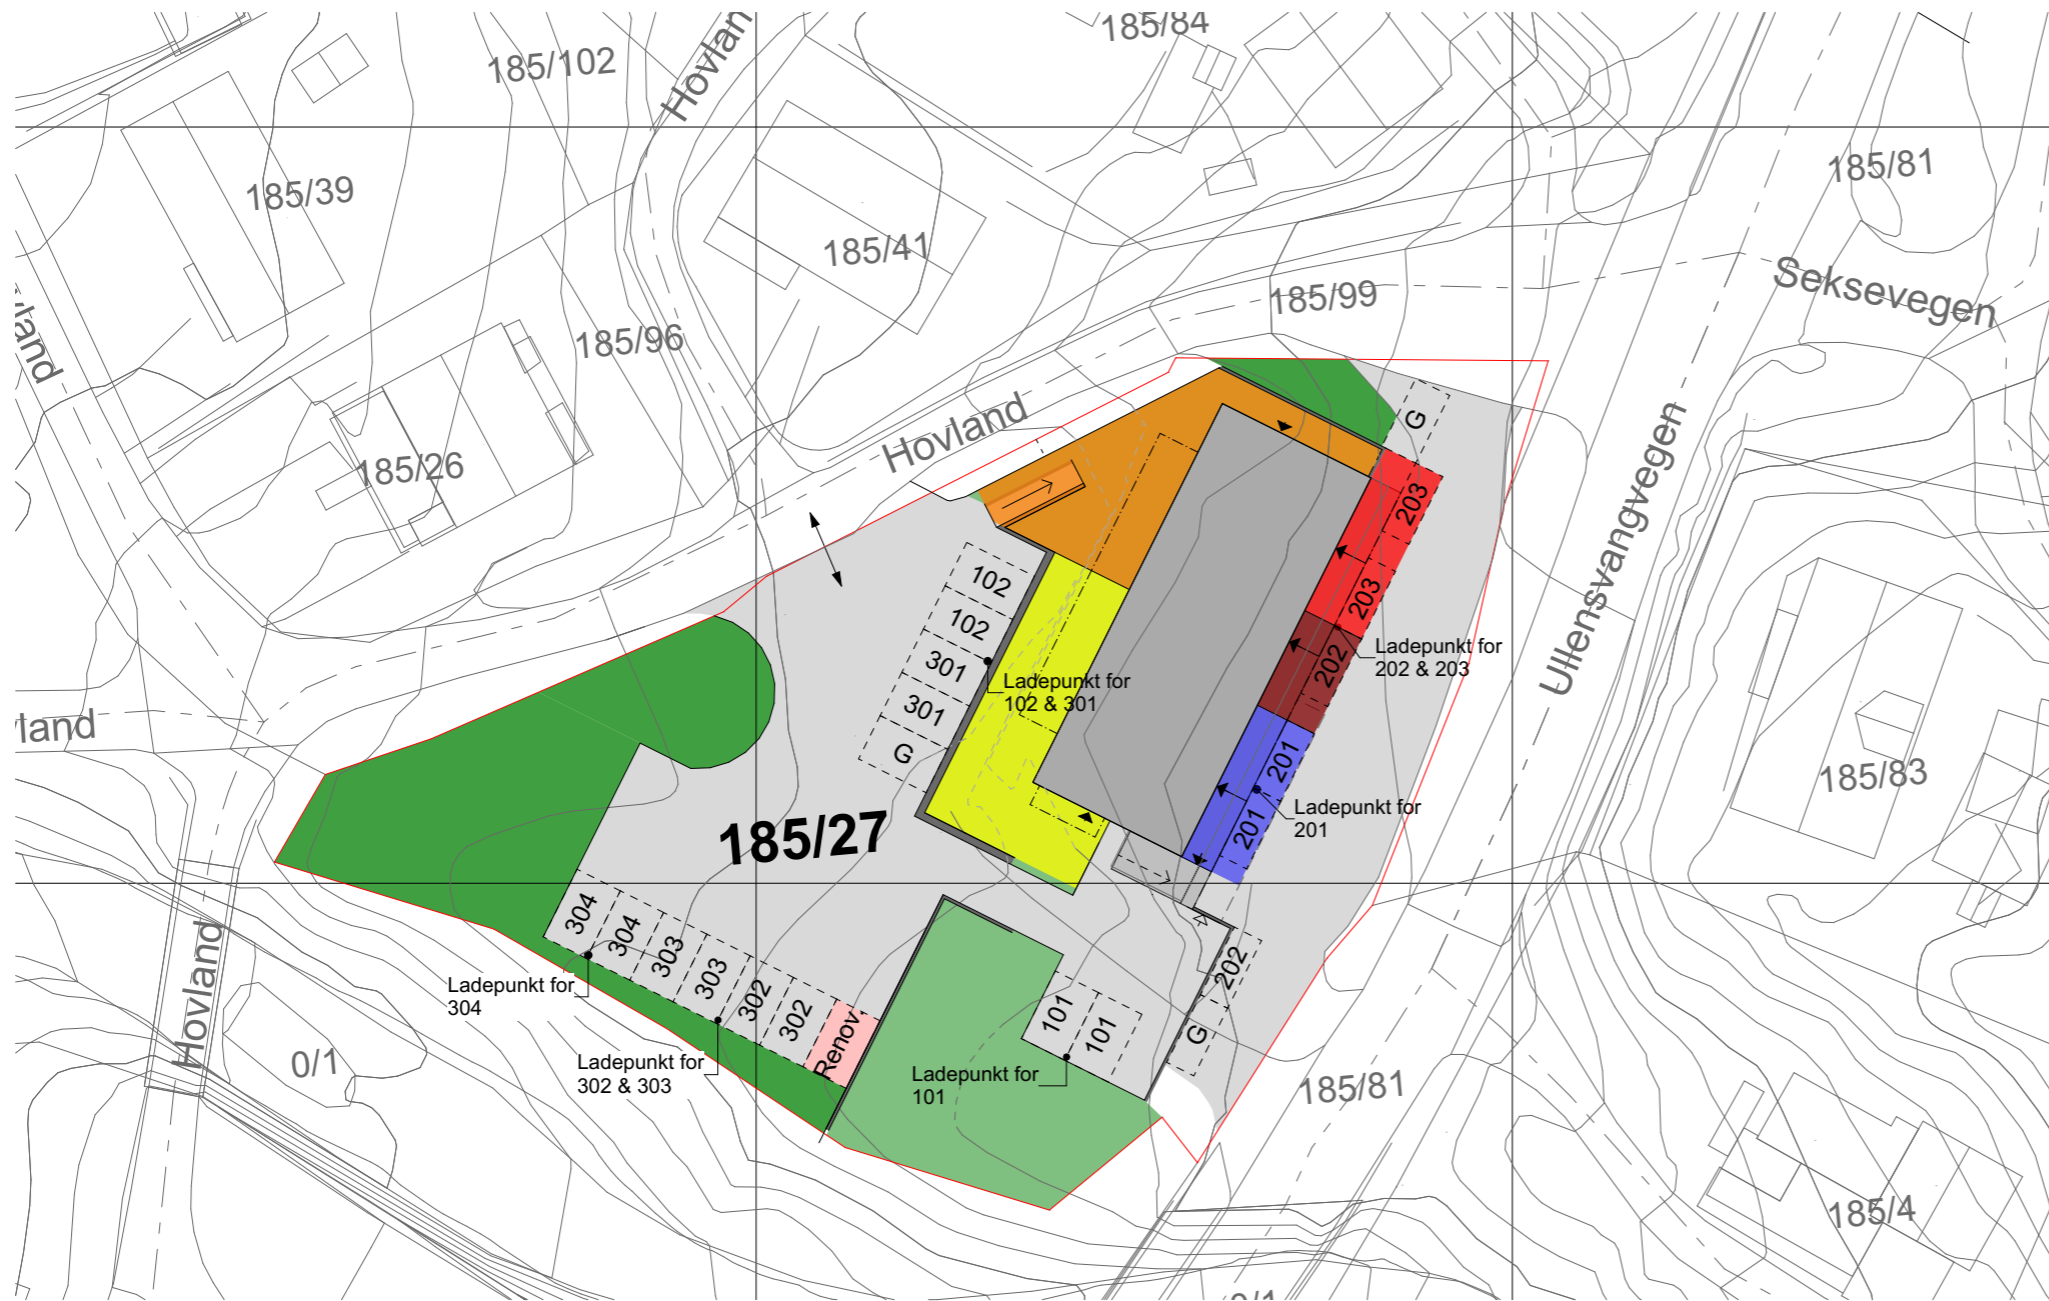 185/102
Hovlan
185/84
185/39
185/41
185/81
185/99
Seksevegen
185/96
Hovland
185/26
G
203
203
Ladepunkt for
202 & 203
202
Ullensvangvegen
102
102
301
301
G
Ladepunkt for
102 & 301
201
201
Ladepunkt for
201
185/83
185/27
304
304
303
303
302
302
Renov
Ladepunkt for
304
Ladepunkt for
302 & 303
Ladepunkt for
101
101
101
202
G
Hovland
0/1
185/81
185/4